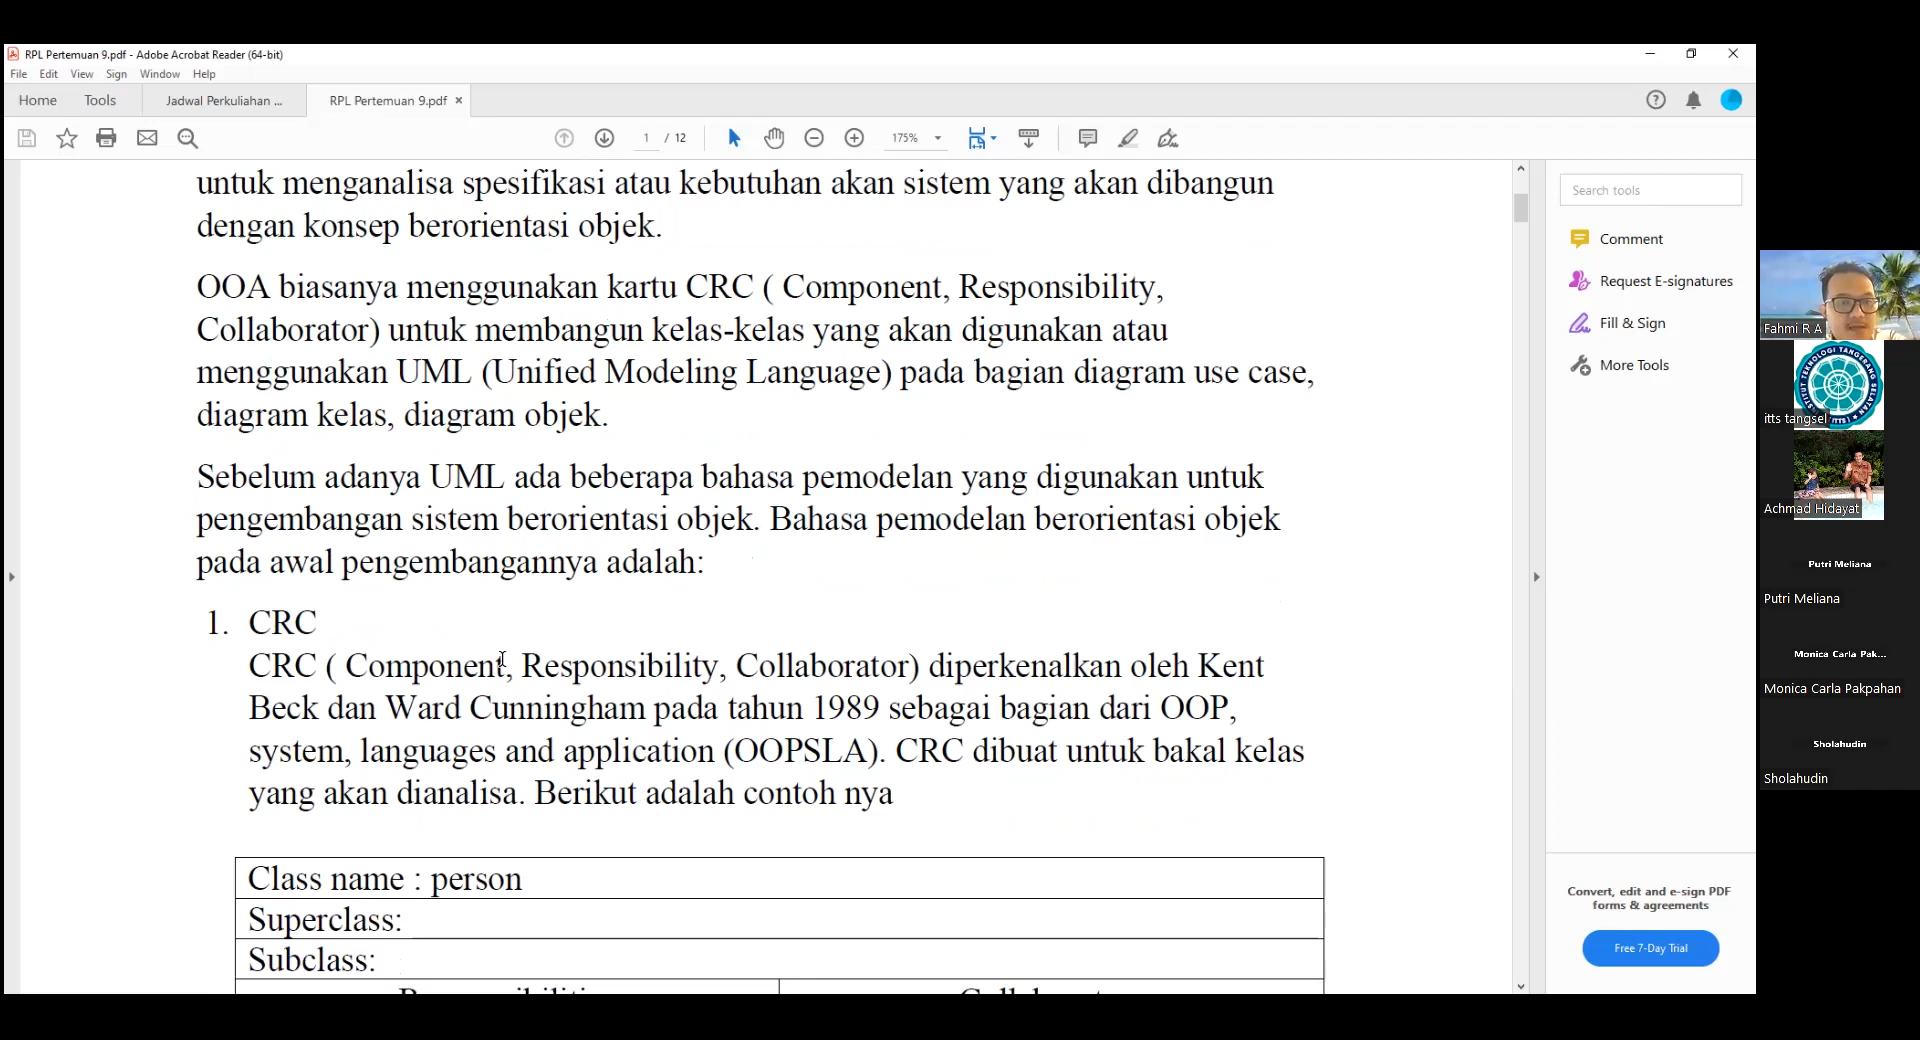 RPL Pertemuan 9.pdf - Adobe Acrobat Reader (64-bit)
File Edit View Sign Window Help
Home Tools Jadwal Perkuliahan ... RPL Pertemuan 9.pdf ×
1 / 12 175%
untuk menganalisa spesifikasi atau kebutuhan akan sistem yang akan dibangun
dengan konsep berorientasi objek.
OOA biasanya menggunakan kartu CRC ( Component, Responsibility,
Collaborator) untuk membangun kelas-kelas yang akan digunakan atau
menggunakan UML (Unified Modeling Language) pada bagian diagram use case,
diagram kelas, diagram objek.
Sebelum adanya UML ada beberapa bahasa pemodelan yang digunakan untuk
pengembangan sistem berorientasi objek. Bahasa pemodelan berorientasi objek
pada awal pengembangannya adalah:
1. CRC
CRC ( Component, Responsibility, Collaborator) diperkenalkan oleh Kent
Beck dan Ward Cunningham pada tahun 1989 sebagai bagian dari OOP,
system, languages and application (OOPSLA). CRC dibuat untuk bakal kelas
yang akan dianalisa. Berikut adalah contoh nya
Class name : person
Superclass:
Subclass:
Search tools
Comment
Request E-signatures
Fill & Sign
More Tools
Convert, edit and e-sign PDF
forms & agreements
Free 7-Day Trial
Fahmi R A
INSTITUT TEKNOLOGI TANGERANG SELATAN
itts tangsel
Achmad Hidayat
Putri Meliana
Putri Meliana
Monica Carla Pak...
Monica Carla Pakpahan
Sholahudin
Sholahudin